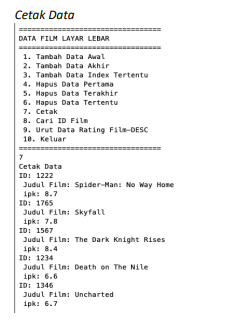 Cetak Data
==================================
DATA FILM LAYAR LEBAR
==================================
1. Tambah Data Awal
2. Tambah Data Akhir
3. Tambah Data Index Tertentu
4. Hapus Data Pertama
5. Hapus Data Terakhir
6. Hapus Data Tertentu
7. Cetak
8. Cari ID Film
9. Urut Data Rating Film-DESC
10. Keluar
==================================
7
Cetak Data
ID: 1222
Judul Film: Spider-Man: No Way Home
ipk: 8.7
ID: 1765
Judul Film: Skyfall
ipk: 7.8
ID: 1567
Judul Film: The Dark Knight Rises
ipk: 8.4
ID: 1234
Judul Film: Death on The Nile
ipk: 6.6
ID: 1346
Judul Film: Uncharted
ipk: 6.7